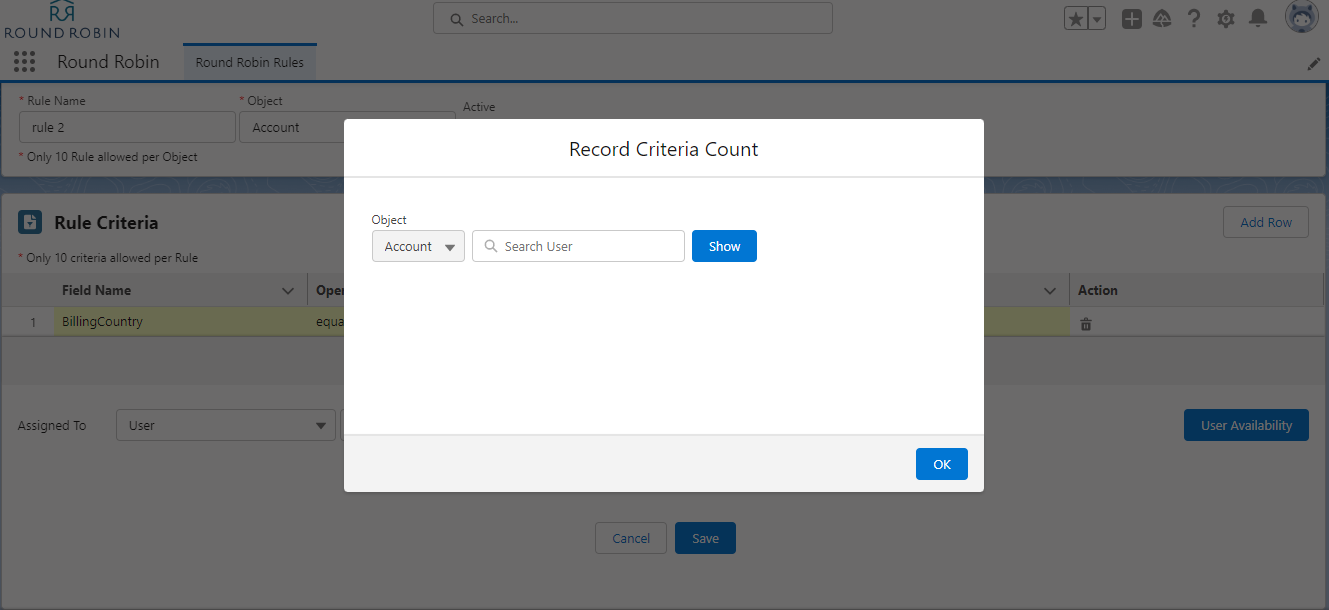 ROUND ROBIN
Search...
Round Robin
Round Robin Rules
* Rule Name
* Object
Active
rule 2
Account
* Only 10 Rule allowed per Object
Record Criteria Count
Object
Account
Search User
Show
OK
Rule Criteria
Add Row
* Only 10 criteria allowed per Rule
Field Name
Oper
Action
1
BillingCountry
equa
Assigned To
User
User Availability
Cancel
Save